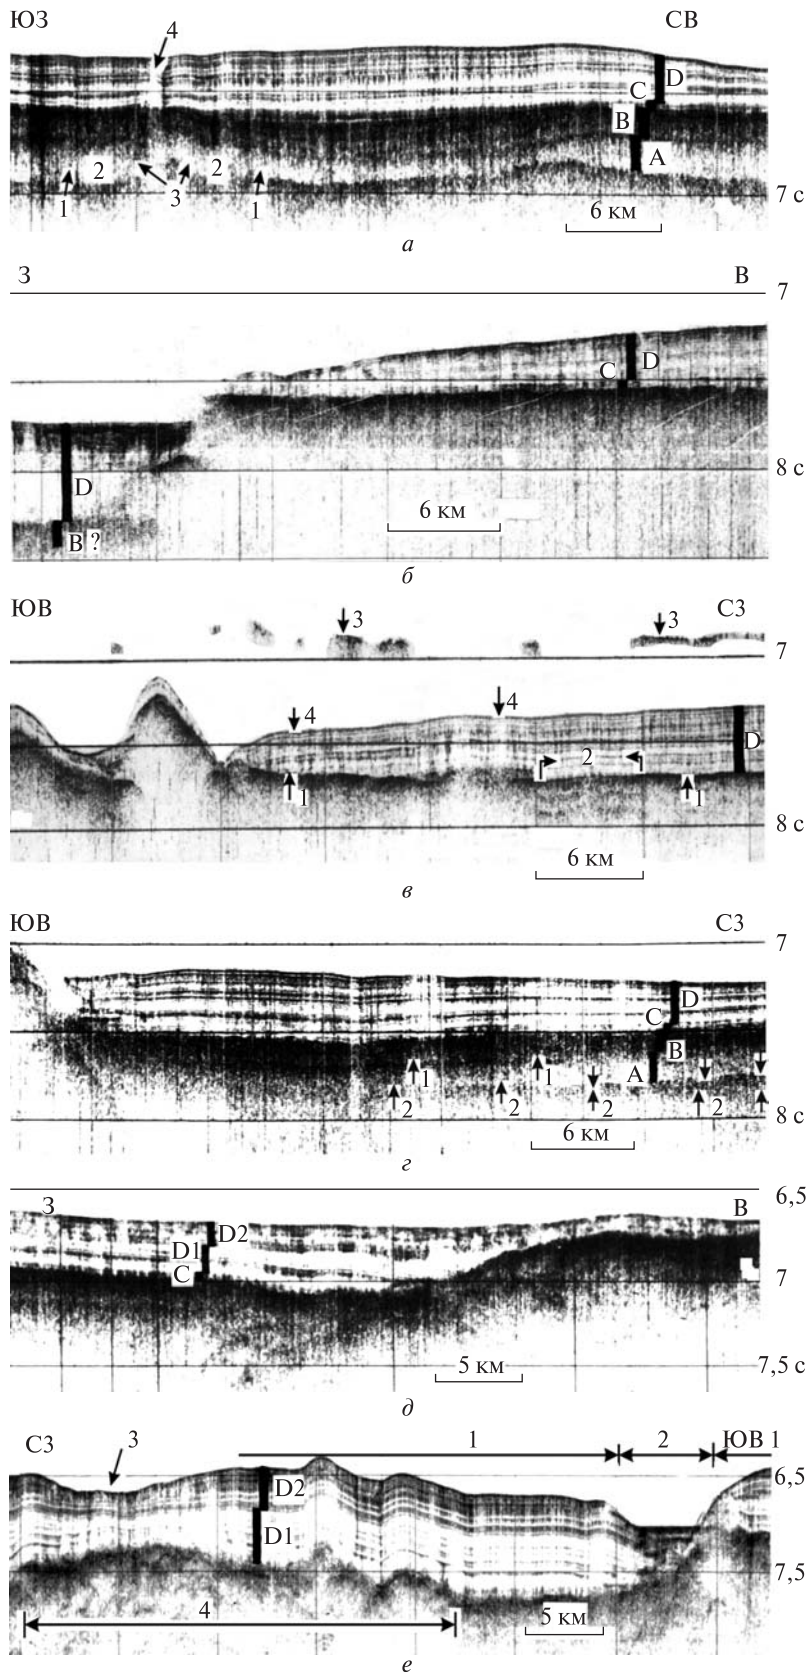 ЮЗ СВ
4
D
C
B
A
2 2
1 3 1
7 с
6 км
а
З В
7
D
C
8 с
D
6 км
B ?
б
ЮВ СЗ
3 3
7
4 4
D
2
1 1
8 с
6 км
в
ЮВ СЗ
7
D
C
B
1 1 A
2 2 2 2
8 с
6 км
г
6,5
З В
D2
D1
C
7
5 км
7,5 с
д
СЗ 3 1 2 ЮВ 1
6,5
D2
D1
7,5
4
5 км
е